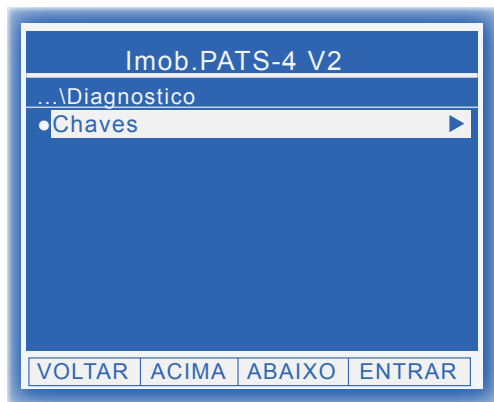 Imob.PATS-4 V2
...\Diagnostico
●Chaves
VOLTAR ACIMA ABAIXO ENTRAR